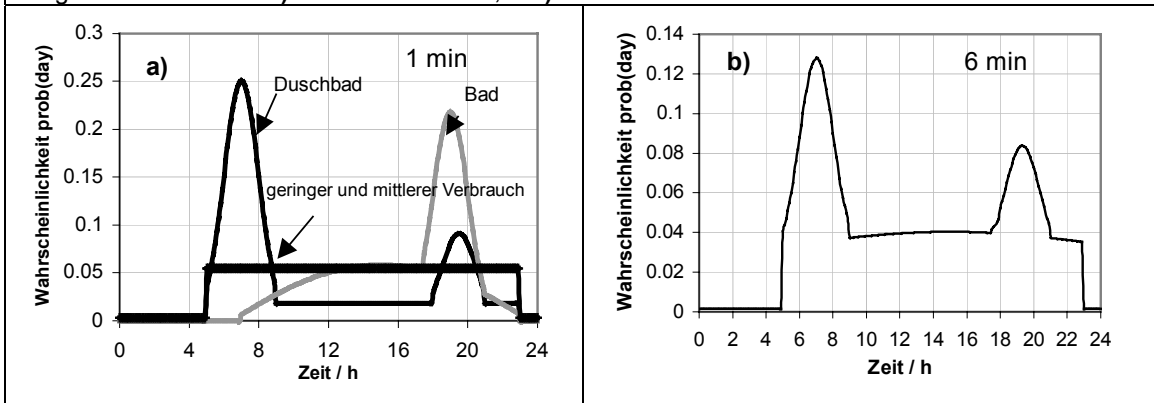 a)
1 min
Wahrscheinlichkeit prob(day)
0.3
0.25
0.2
0.15
0.1
0.05
0
Duschbad
Bad
geringer und mittlerer Verbrauch
0 4 8 12 16 20 24
Zeit / h
b)
6 min
Wahrscheinlichkeit prob(day)
0.14
0.12
0.1
0.08
0.06
0.04
0.02
0
0 2 4 6 8 10 12 14 16 18 20 22 24
Zeit / h